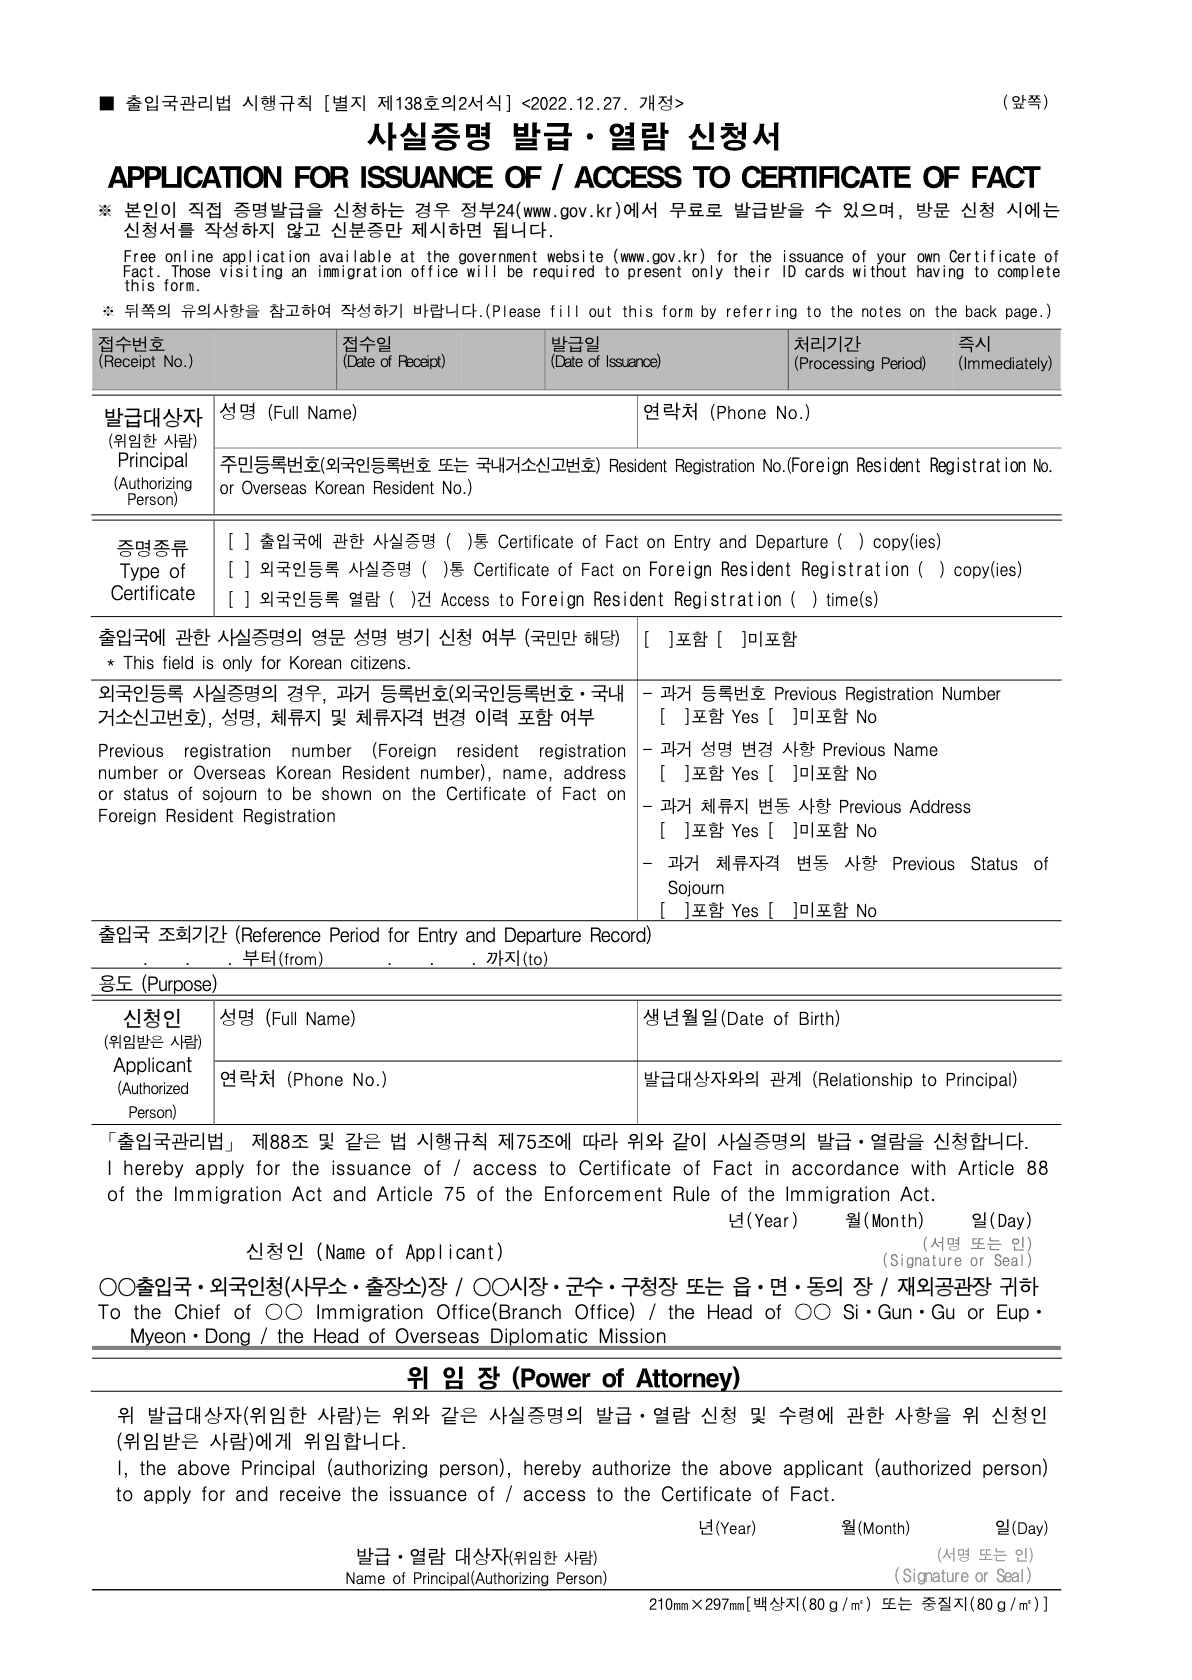 ■ 출입국관리법 시행규칙 [별지 제138호의2서식] <2022.12.27. 개정>
(앞쪽)
사실증명 발급·열람 신청서
APPLICATION FOR ISSUANCE OF / ACCESS TO CERTIFICATE OF FACT
※ 본인이 직접 증명발급을 신청하는 경우 정부24(www.gov.kr)에서 무료로 발급받을 수 있으며, 방문 신청 시에는
신청서를 작성하지 않고 신분증만 제시하면 됩니다.
Free online application available at the government website (www.gov.kr) for the issuance of your own Certificate of
Fact. Those visiting an immigration office will be required to present only their ID cards without having to complete
this form.
※ 뒤쪽의 유의사항을 참고하여 작성하기 바랍니다.(Please fill out this form by referring to the notes on the back page.)
접수번호
(Receipt No.)
접수일
(Date of Receipt)
발급일
(Date of Issuance)
처리기간
(Processing Period)
즉시
(Immediately)
발급대상자
(위임한 사람)
Principal
(Authorizing
Person)
성명 (Full Name)
연락처 (Phone No.)
주민등록번호(외국인등록번호 또는 국내거소신고번호) Resident Registration No.(Foreign Resident Registration No.
or Overseas Korean Resident No.)
증명종류
Type of
Certificate
[ ] 출입국에 관한 사실증명 ( )통 Certificate of Fact on Entry and Departure ( ) copy(ies)
[ ] 외국인등록 사실증명 ( )통 Certificate of Fact on Foreign Resident Registration ( ) copy(ies)
[ ] 외국인등록 열람 ( )건 Access to Foreign Resident Registration ( ) time(s)
출입국에 관한 사실증명의 영문 성명 병기 신청 여부 (국민만 해당)
* This field is only for Korean citizens.
[ ]포함 [ ]미포함
외국인등록 사실증명의 경우, 과거 등록번호(외국인등록번호·국내
거소신고번호), 성명, 체류지 및 체류자격 변경 이력 포함 여부
Previous registration number (Foreign resident registration
number or Overseas Korean Resident number), name, address
or status of sojourn to be shown on the Certificate of Fact on
Foreign Resident Registration
- 과거 등록번호 Previous Registration Number
[ ]포함 Yes [ ]미포함 No
- 과거 성명 변경 사항 Previous Name
[ ]포함 Yes [ ]미포함 No
- 과거 체류지 변동 사항 Previous Address
[ ]포함 Yes [ ]미포함 No
- 과거 체류자격 변동 사항 Previous Status of
Sojourn
[ ]포함 Yes [ ]미포함 No
출입국 조회기간 (Reference Period for Entry and Departure Record)
. . . 부터(from) . . . 까지(to)
용도 (Purpose)
신청인
(위임받은 사람)
Applicant
(Authorized
Person)
성명 (Full Name)
생년월일(Date of Birth)
연락처 (Phone No.)
발급대상자와의 관계 (Relationship to Principal)
「출입국관리법」 제88조 및 같은 법 시행규칙 제75조에 따라 위와 같이 사실증명의 발급·열람을 신청합니다.
I hereby apply for the issuance of / access to Certificate of Fact in accordance with Article 88
of the Immigration Act and Article 75 of the Enforcement Rule of the Immigration Act.
년(Year) 월(Month) 일(Day)
신청인 (Name of Applicant)
(서명 또는 인)
(Signature or Seal)
○○출입국·외국인청(사무소·출장소)장 / ○○시장·군수·구청장 또는 읍·면·동의 장 / 재외공관장 귀하
To the Chief of ○○ Immigration Office(Branch Office) / the Head of ○○ Si·Gun·Gu or Eup·
Myeon·Dong / the Head of Overseas Diplomatic Mission
위 임 장 (Power of Attorney)
위 발급대상자(위임한 사람)는 위와 같은 사실증명의 발급·열람 신청 및 수령에 관한 사항을 위 신청인
(위임받은 사람)에게 위임합니다.
I, the above Principal (authorizing person), hereby authorize the above applicant (authorized person)
to apply for and receive the issuance of / access to the Certificate of Fact.
년(Year) 월(Month) 일(Day)
발급·열람 대상자(위임한 사람)
Name of Principal(Authorizing Person)
(서명 또는 인)
(Signature or Seal)
210㎜×297㎜[백상지(80ｇ/㎡) 또는 중질지(80ｇ/㎡)]